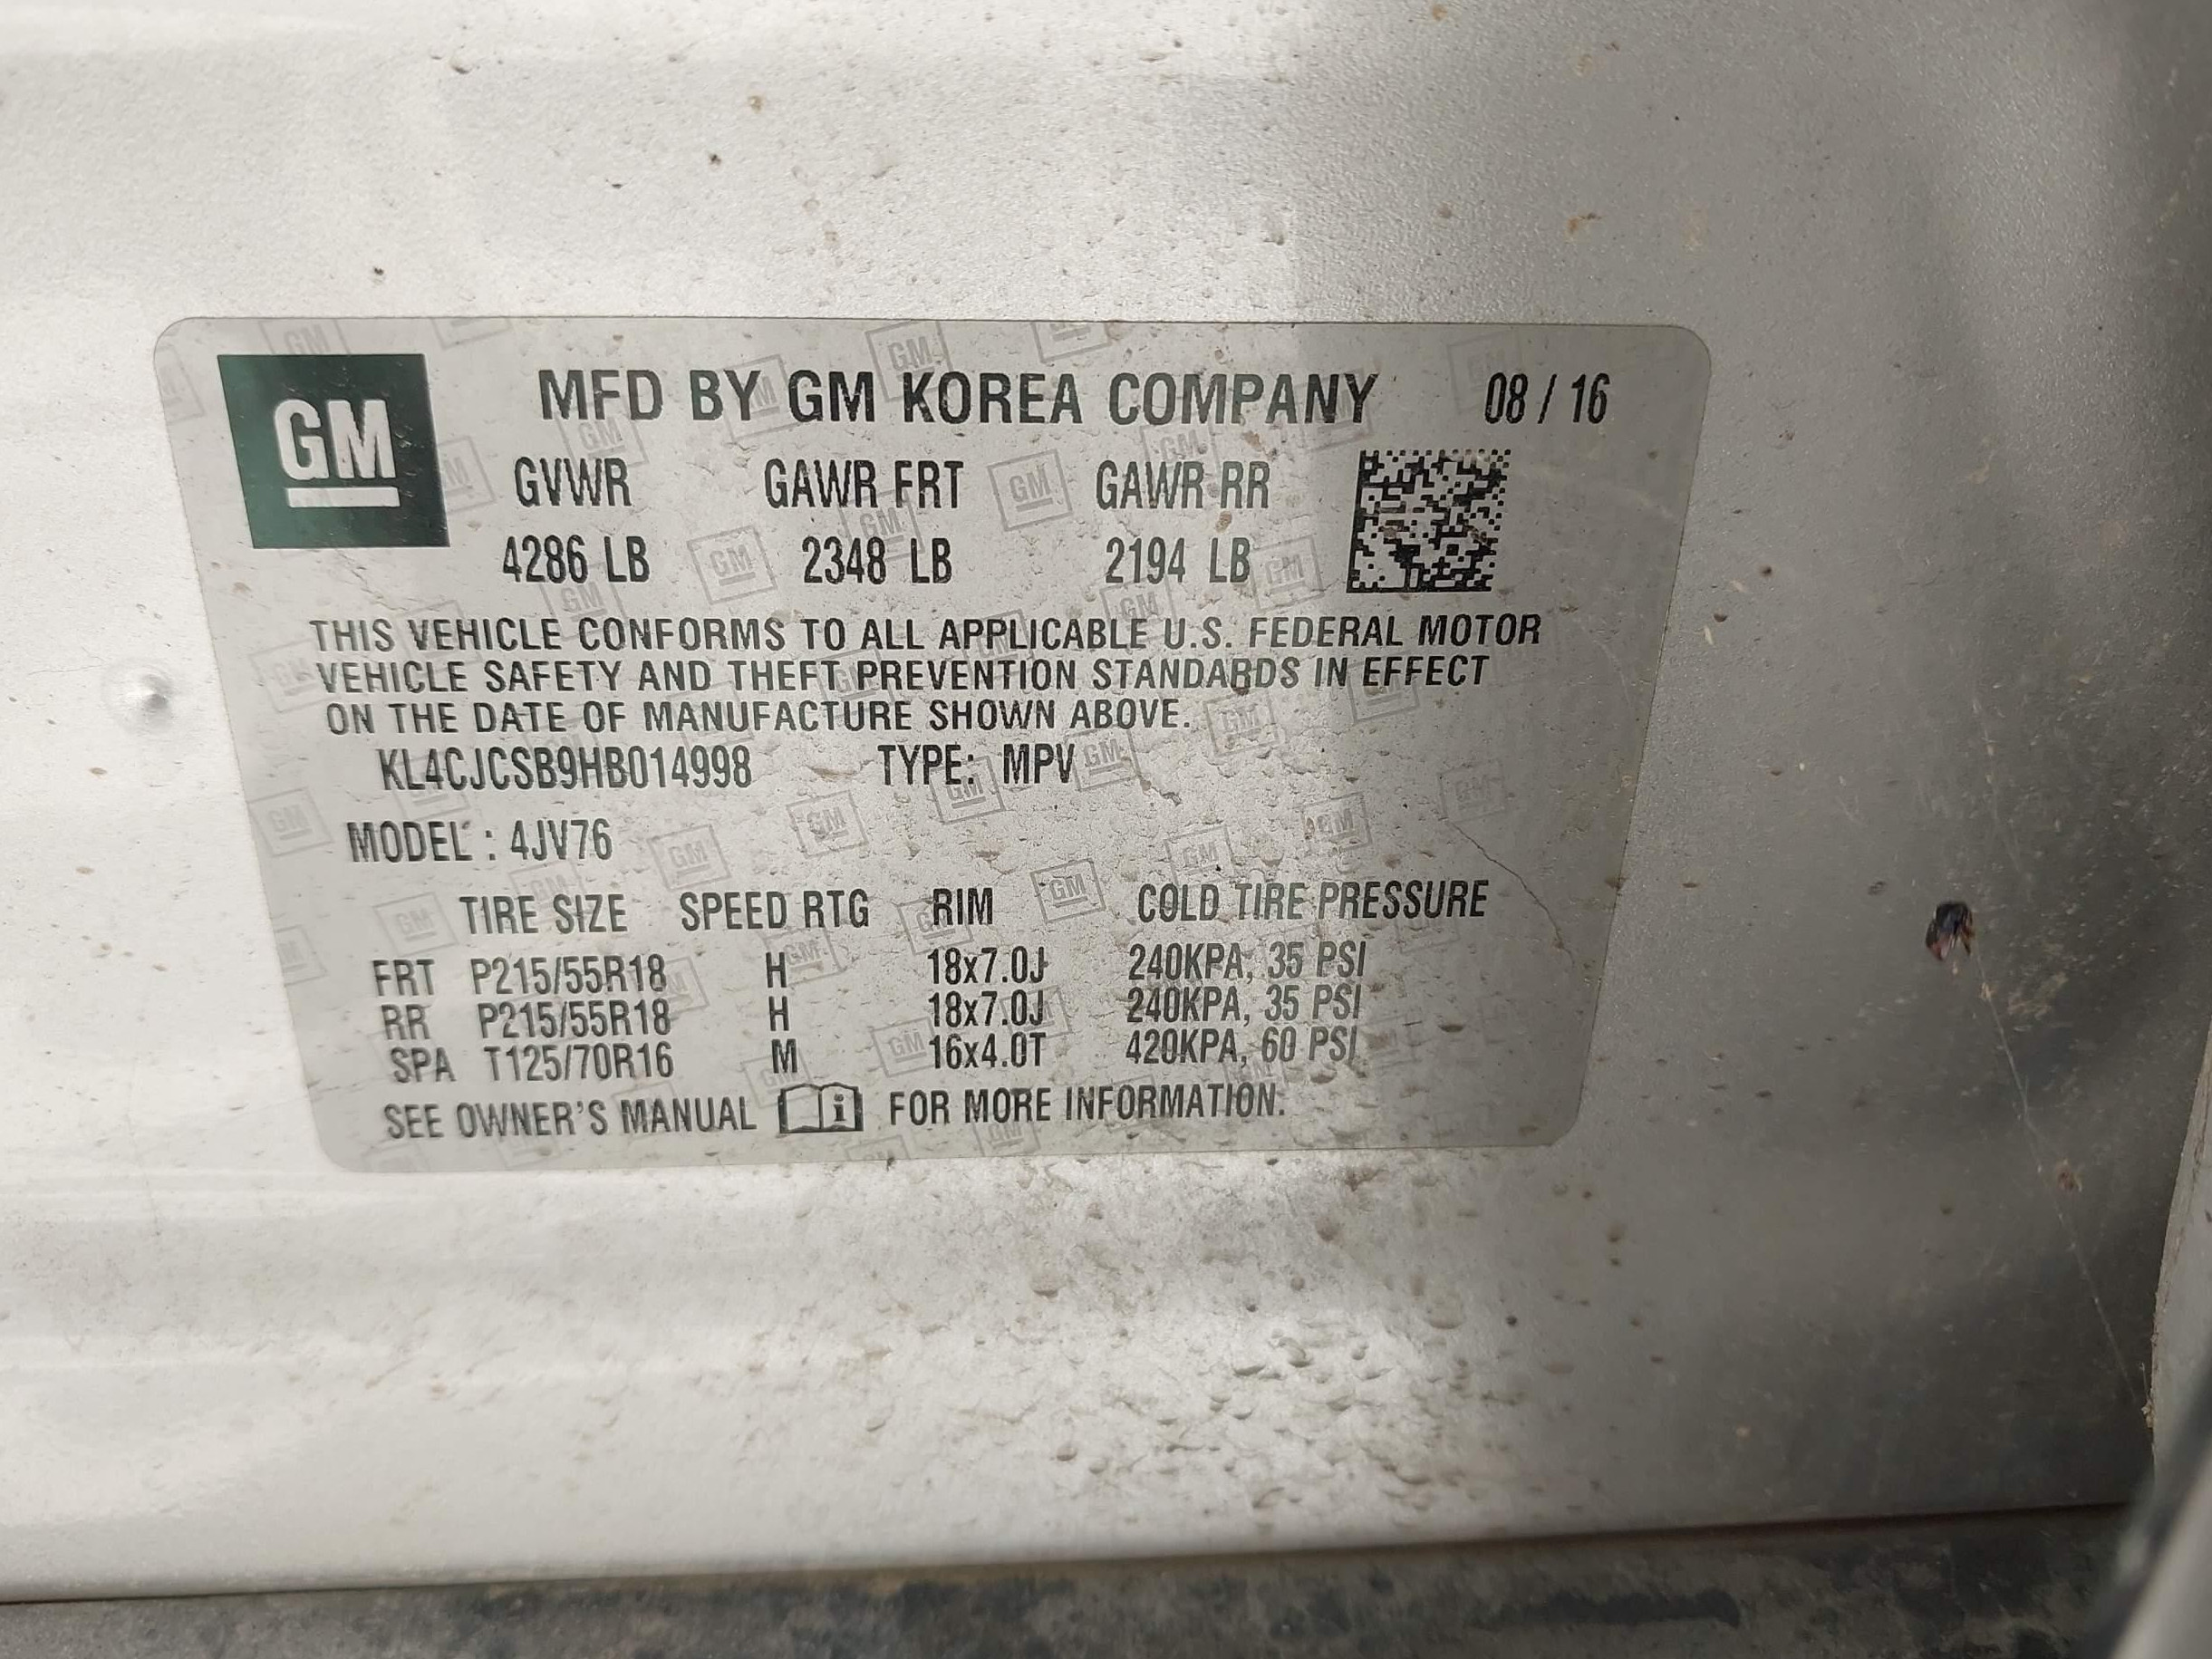 GM
MFD BY GM KOREA COMPANY 08 / 16
GVWR GAWR FRT GAWR RR
4286 LB 2348 LB 2194 LB
THIS VEHICLE CONFORMS TO ALL APPLICABLE U.S. FEDERAL MOTOR
VEHICLE SAFETY AND THEFT PREVENTION STANDARDS IN EFFECT
ON THE DATE OF MANUFACTURE SHOWN ABOVE.
KL4CJCSB9HB014998 TYPE: MPV
MODEL : 4JV76
TIRE SIZE SPEED RTG RIM COLD TIRE PRESSURE
FRT P215/55R18 H 18x7.0J 240KPA, 35 PSI
RR P215/55R18 H 18x7.0J 240KPA, 35 PSI
SPA T125/70R16 M 16x4.0T 420KPA, 60 PSI
SEE OWNER'S MANUAL i FOR MORE INFORMATION.